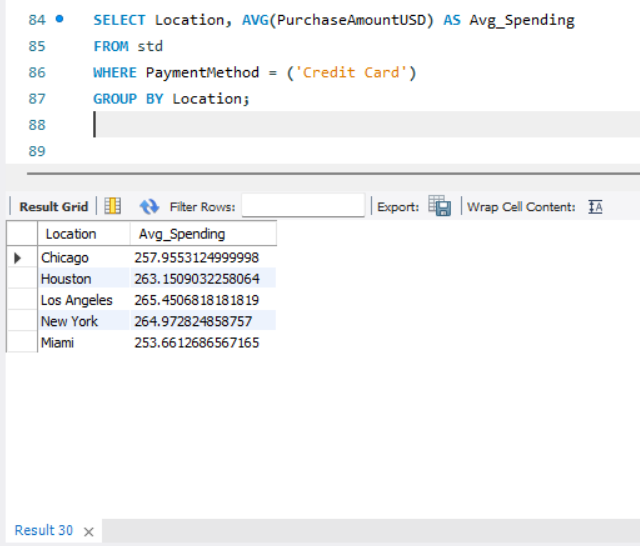 84 SELECT Location, AVG(PurchaseAmountUSD) AS Avg_Spending
85 FROM std
86 WHERE PaymentMethod = ('Credit Card')
87 GROUP BY Location;
88
89
Result Grid Filter Rows: Export: Wrap Cell Content:
Location Avg_Spending
Chicago 257.9553124999998
Houston 263.1509032258064
Los Angeles 265.4506818181819
New York 264.972824858757
Miami 253.6612686567165
Result 30